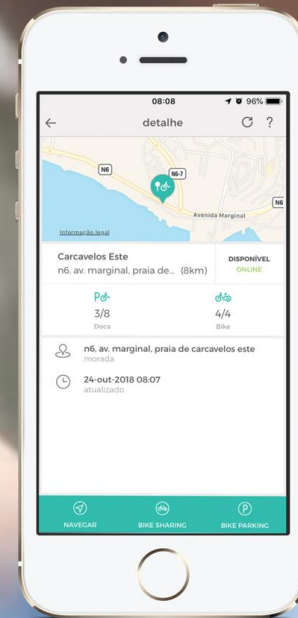 08:08
96%
detalhe
?
N6
N6-7
N6
Avenida Marginal
Informação legal
Carcavelos Este
n6, av. marginal, praia de... (8km)
DISPONÍVEL
ONLINE
P
3/8
4/4
Doca
Bike
n6, av. marginal, praia de carcavelos este
morada
24-out-2018 08:07
atualizado
P
NAVEGAR
BIKE SHARING
BIKE PARKING